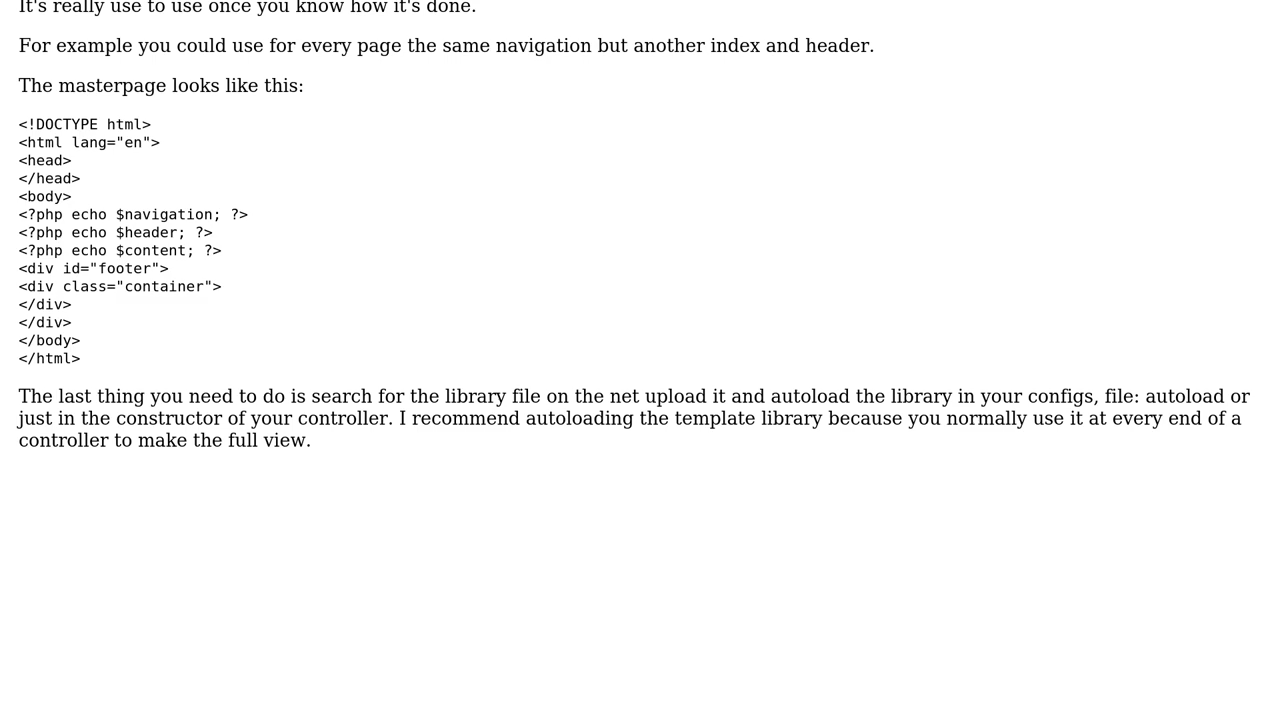 It's really use to use once you know how it's done.
For example you could use for every page the same navigation but another index and header.
The masterpage looks like this:
<!DOCTYPE html>
<html lang="en">
<head>
</head>
<body>
<?php echo $navigation; ?>
<?php echo $header; ?>
<?php echo $content; ?>
<div id="footer">
<div class="container">
</div>
</div>
</body>
</html>
The last thing you need to do is search for the library file on the net upload it and autoload the library in your configs, file: autoload or
just in the constructor of your controller. I recommend autoloading the template library because you normally use it at every end of a
controller to make the full view.